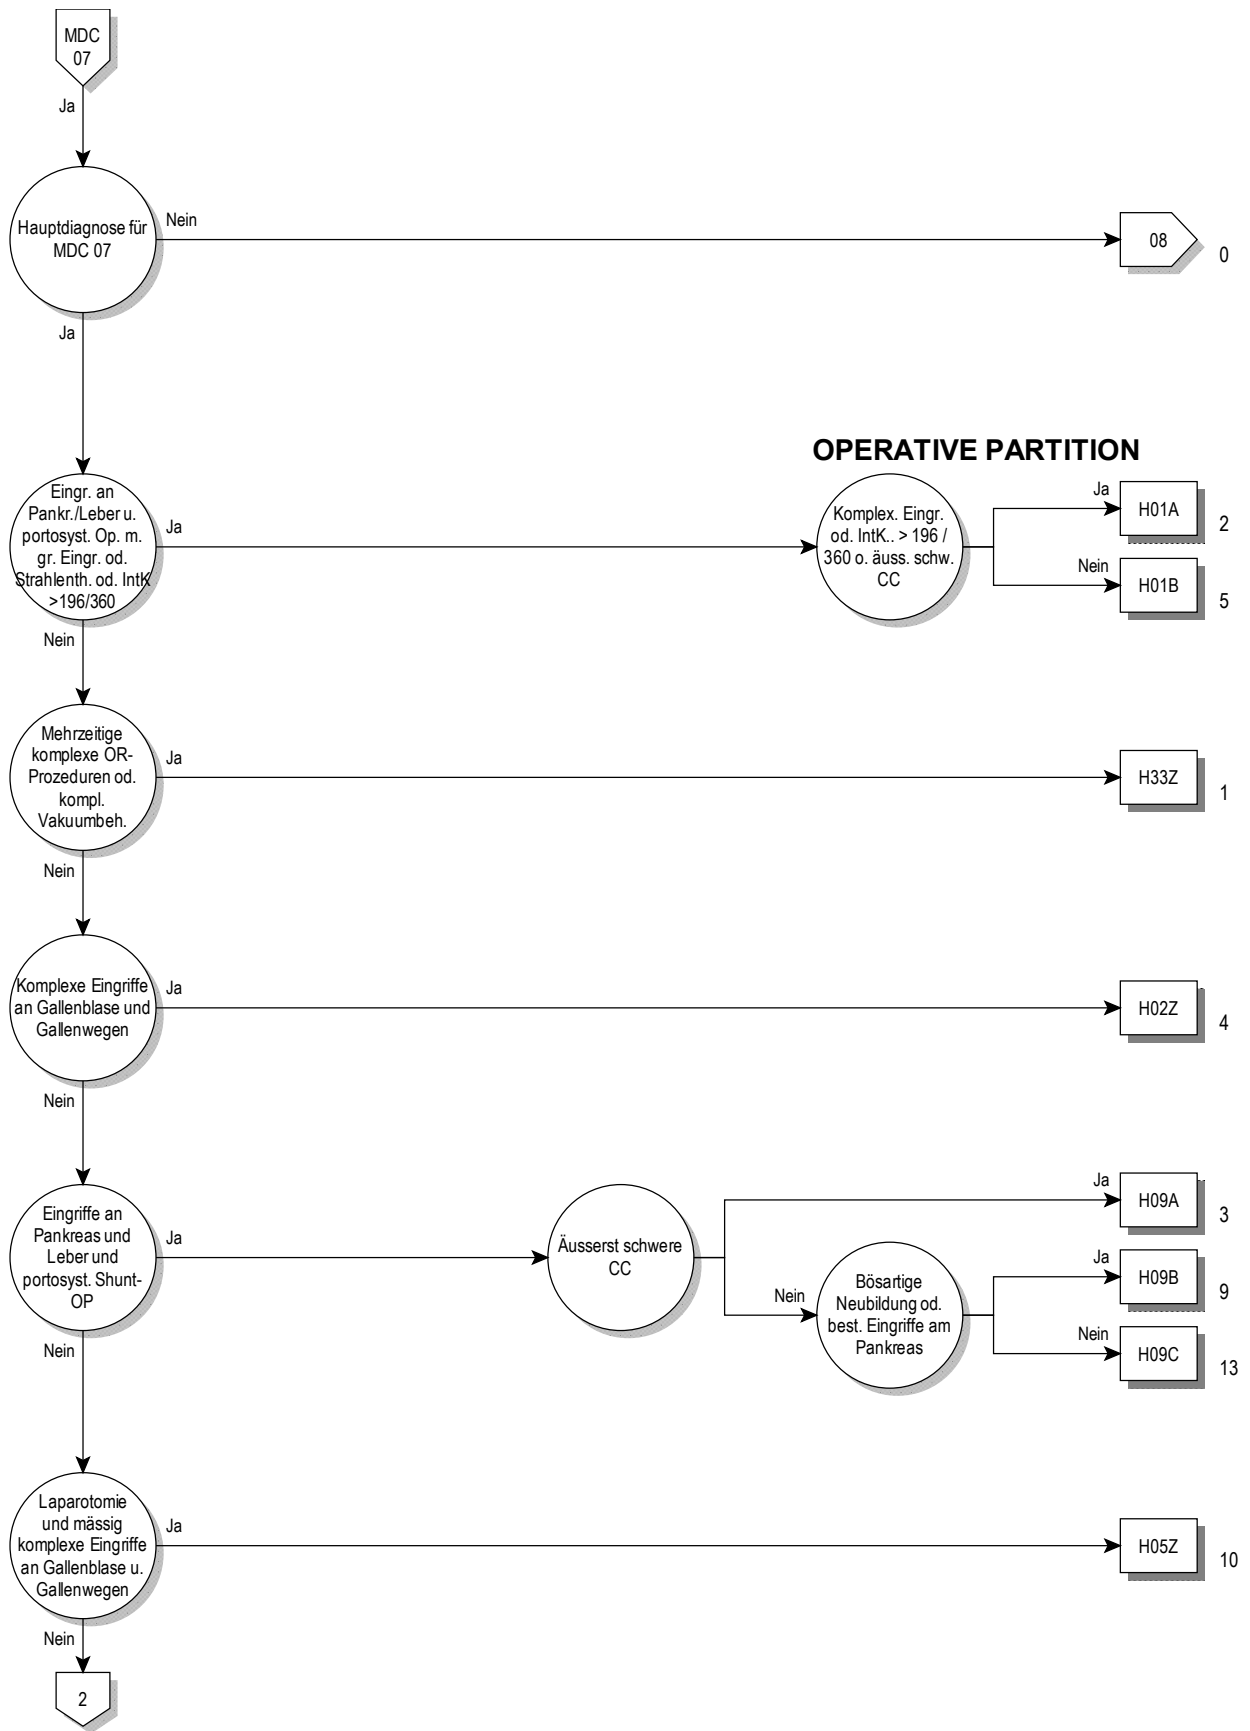 MDC
07
Ja
Hauptdiagnose für
MDC 07
Nein
08
0
Ja
OPERATIVE PARTITION
Eingr. an
Pankr./Leber u.
portosyst. Op. m.
gr. Eingr. od.
Strahlenth. od. IntK
>196/360
Ja
Komplex. Eingr.
od. IntK.. > 196 /
360 o. äuss. schw.
CC
Ja
H01A
2
Nein
H01B
5
Nein
Mehrzeitige
komplexe OR-
Prozeduren od.
kompl.
Vakuumbeh.
Ja
H33Z
1
Nein
Komplexe Eingriffe
an Gallenblase und
Gallenwegen
Ja
H02Z
4
Nein
Eingriffe an
Pankreas und
Leber und
portosyst. Shunt-
OP
Ja
Äusserst schwere
CC
Ja
H09A
3
Nein
Bösartige
Neubildung od.
best. Eingriffe am
Pankreas
Ja
H09B
9
Nein
H09C
13
Nein
Laparotomie
und mässig
komplexe Eingriffe
an Gallenblase u.
Gallenwegen
Ja
H05Z
10
Nein
2